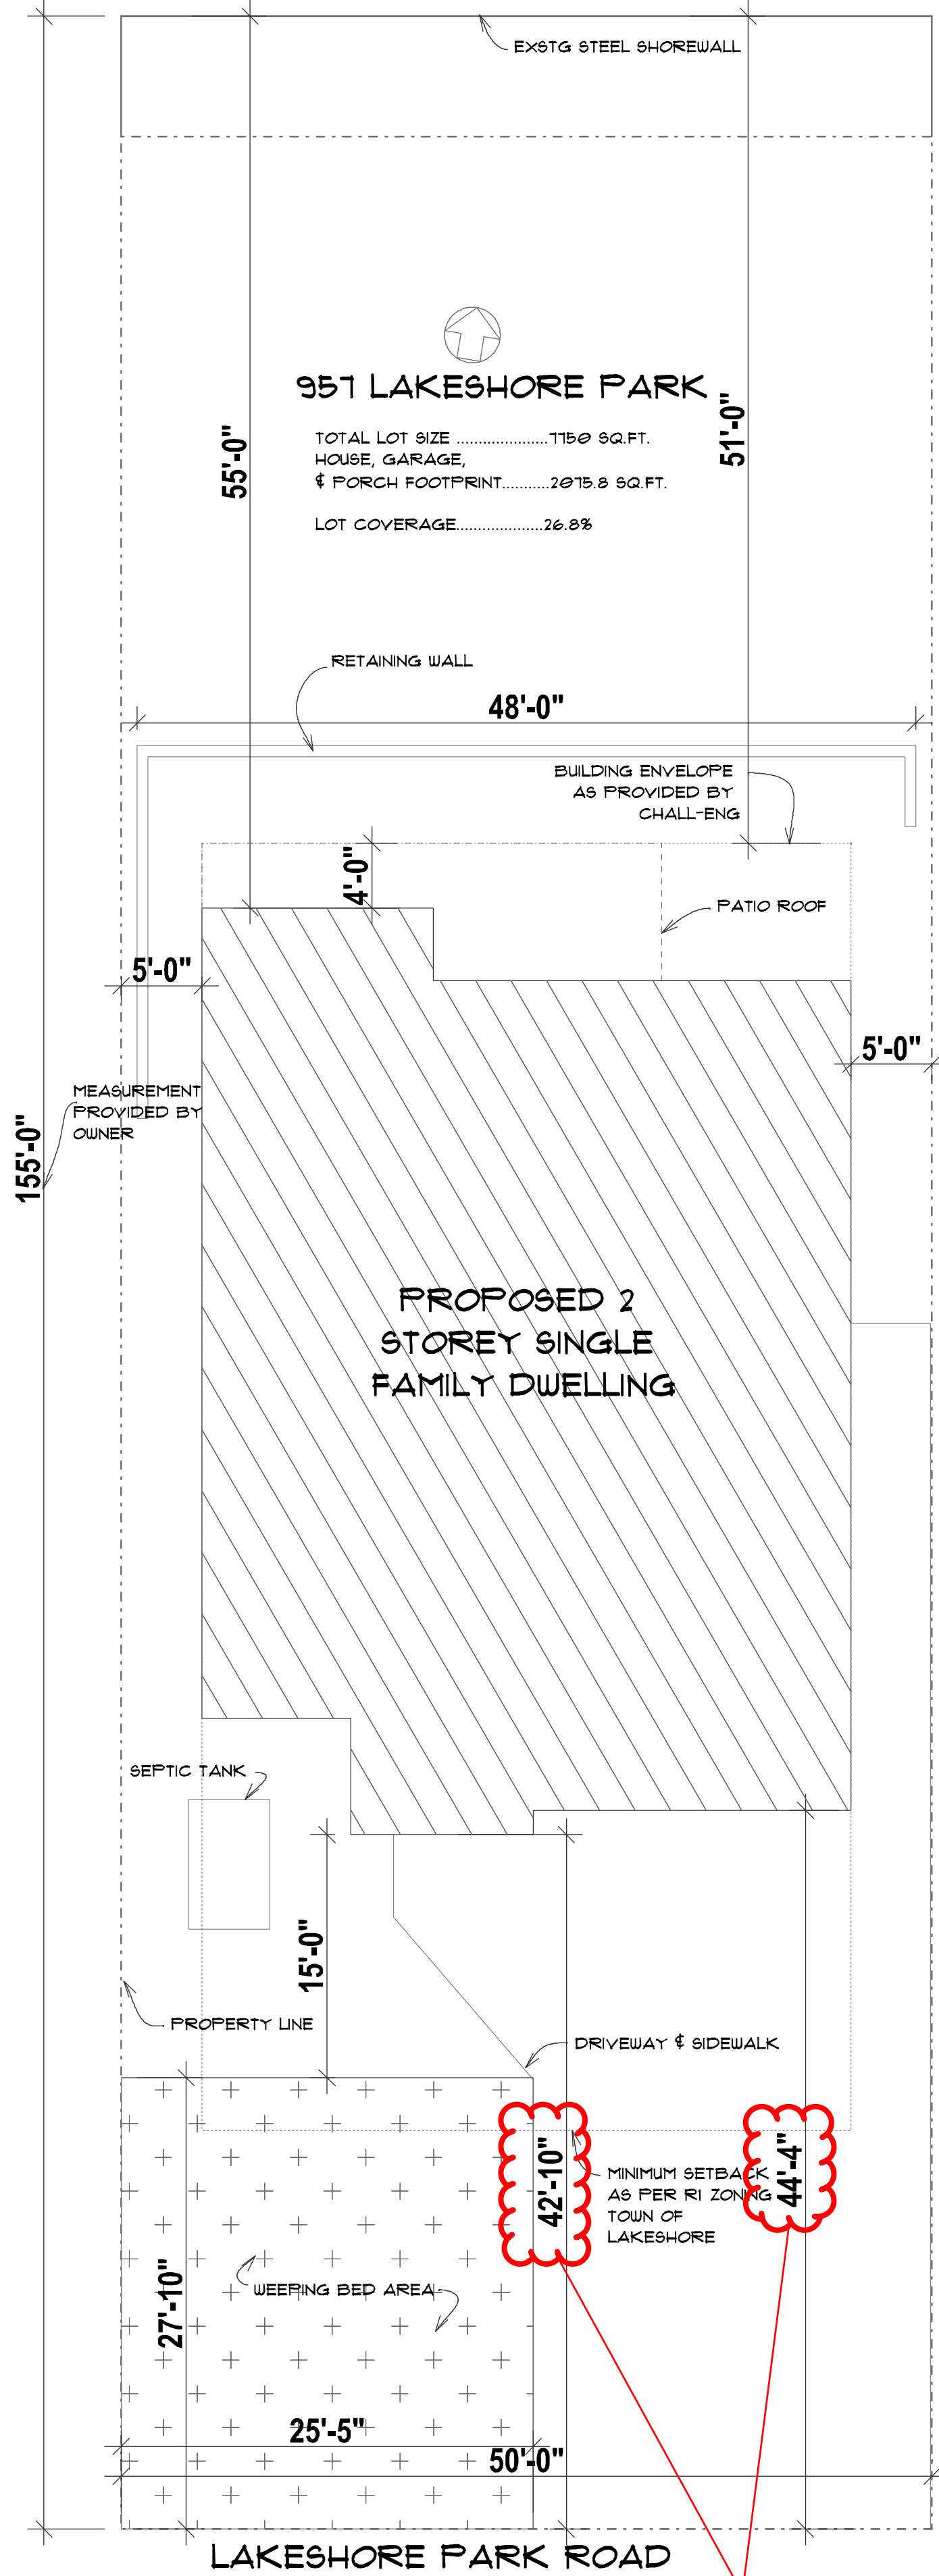 EXSTG STEEL SHOREWALL
957 LAKESHORE PARK
55'-0"
51'-0"
TOTAL LOT SIZE .....................7750 SQ.FT.
HOUSE, GARAGE,
& PORCH FOOTPRINT...........2075.8 SQ.FT.
LOT COVERAGE....................26.8%
RETAINING WALL
48'-0"
BUILDING ENVELOPE
AS PROVIDED BY
CHALL-ENG
4'-0"
PATIO ROOF
5'-0"
5'-0"
MEASUREMENT
PROVIDED BY
OWNER
155'-0"
PROPOSED 2
STOREY SINGLE
FAMILY DWELLING
SEPTIC TANK
15'-0"
PROPERTY LINE
DRIVEWAY & SIDEWALK
42'-10"
44'-4"
MINIMUM SETBACK
AS PER R1 ZONING
TOWN OF
LAKESHORE
27'-10"
WEEPING BED AREA
25'-5"
50'-0"
LAKESHORE PARK ROAD